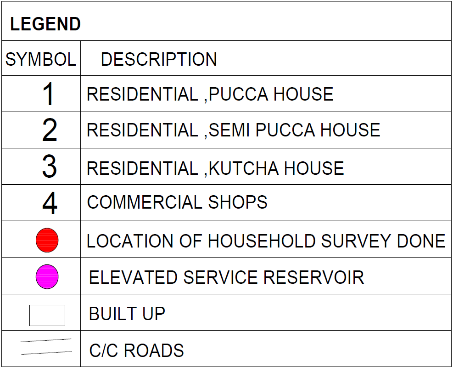 LEGEND
SYMBOL DESCRIPTION
1 RESIDENTIAL ,PUCCA HOUSE
2 RESIDENTIAL ,SEMI PUCCA HOUSE
3 RESIDENTIAL ,KUTCHA HOUSE
4 COMMERCIAL SHOPS
LOCATION OF HOUSEHOLD SURVEY DONE
ELEVATED SERVICE RESERVOIR
BUILT UP
C/C ROADS